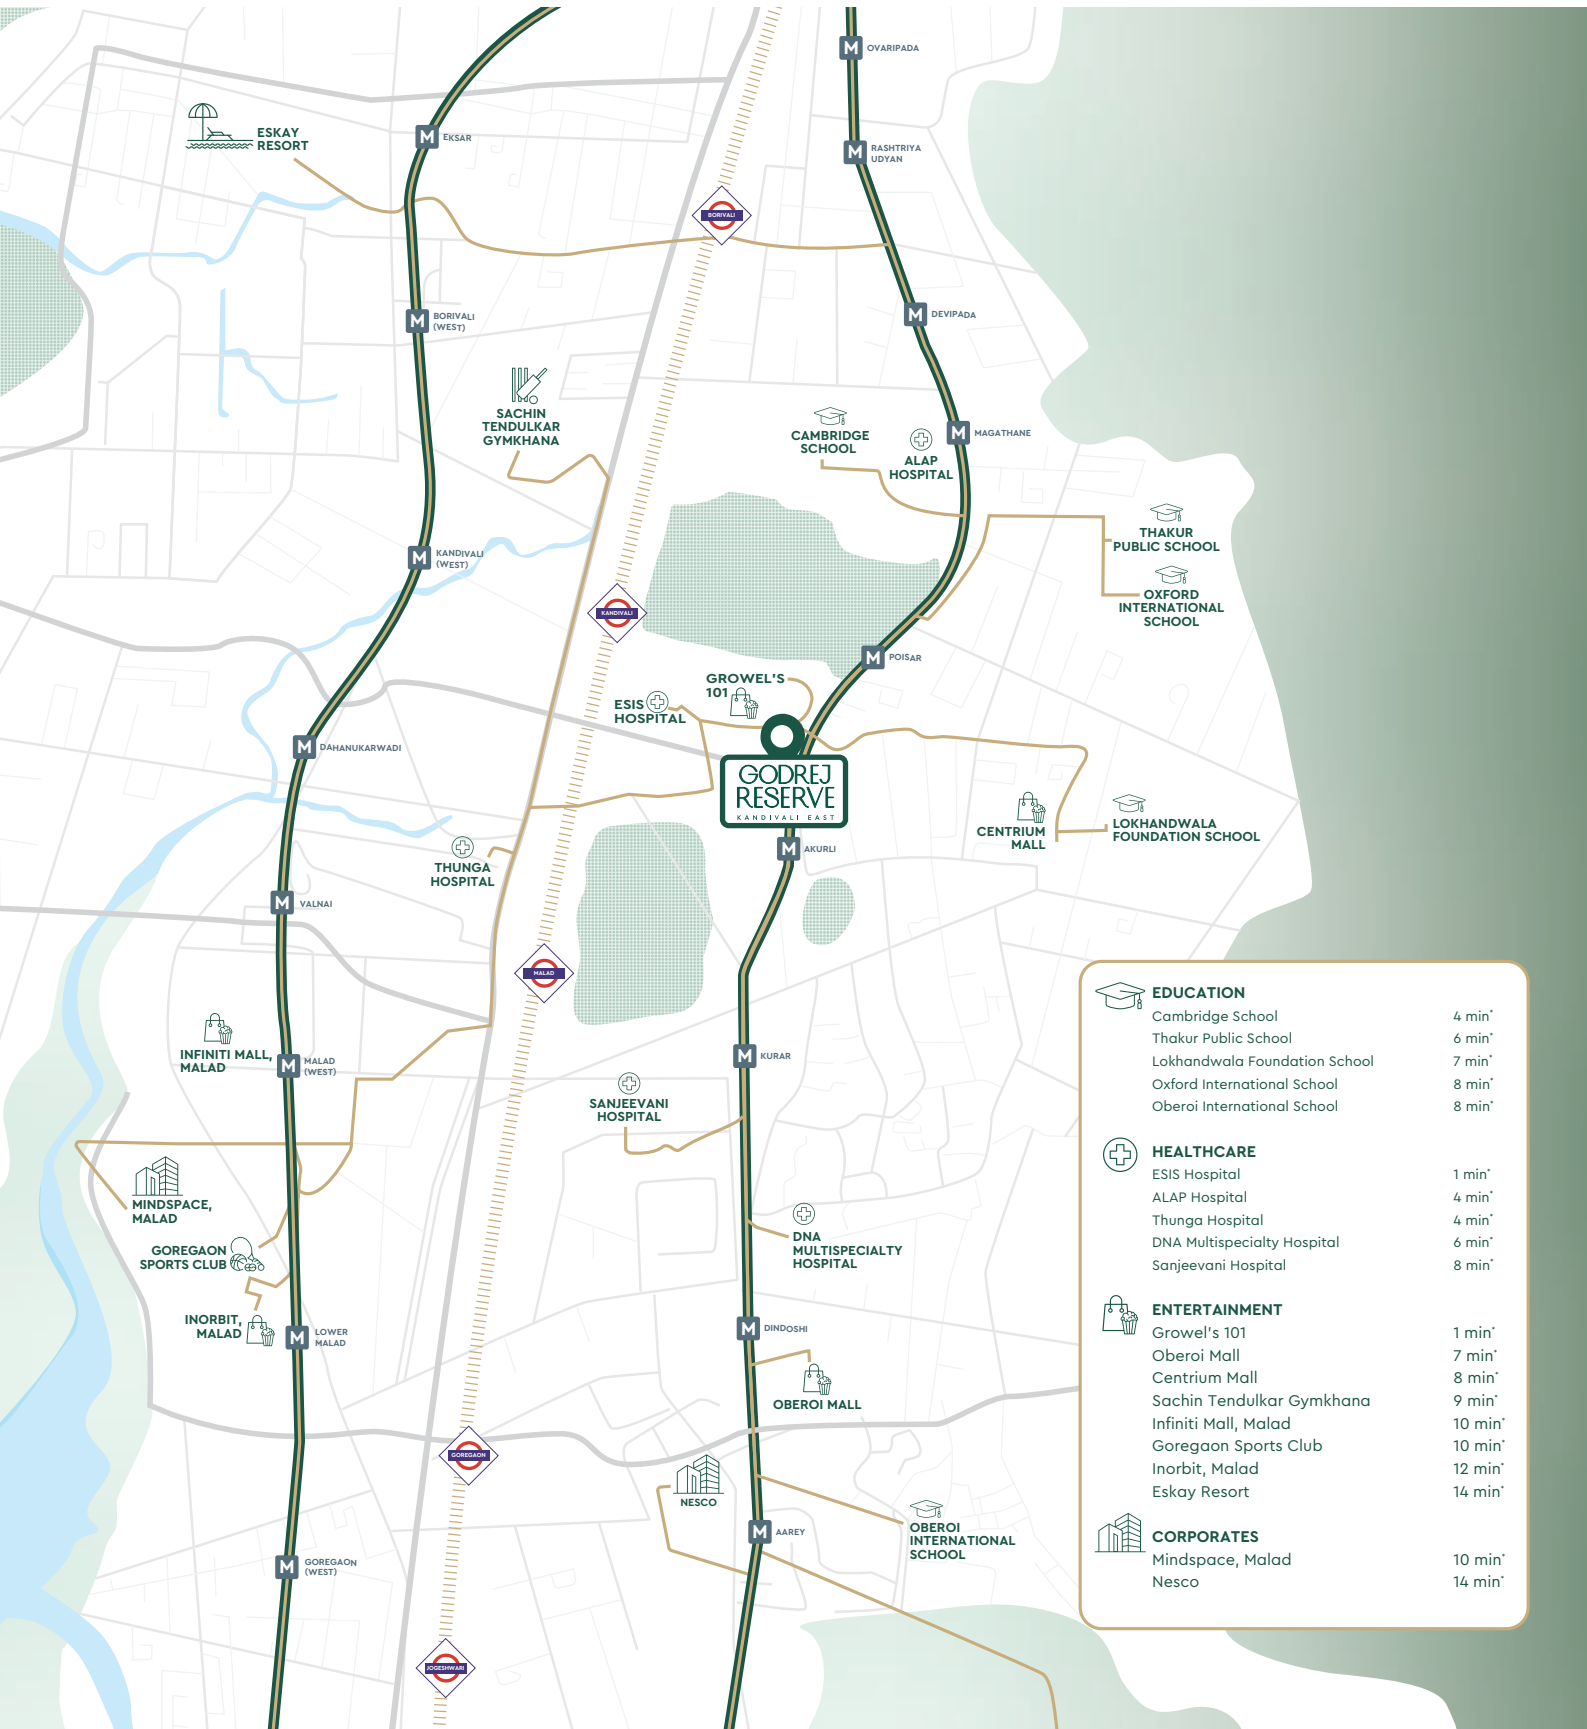 M OVARIPADA
ESKAY
RESORT
M EKSAR
M RASHTRIYA
UDYAN
BORIVALI
M BORIVALI
(WEST)
M DEVIPADA
SACHIN
TENDULKAR
GYMKHANA
CAMBRIDGE
SCHOOL
M MAGATHANE
ALAP
HOSPITAL
THAKUR
PUBLIC SCHOOL
M KANDIVALI
(WEST)
OXFORD
INTERNATIONAL
SCHOOL
KANDIVALI
M POISAR
GROWEL'S
101
ESIS
HOSPITAL
M DAHANUKARWADI
GODREJ
RESERVE
KANDIVALI EAST
CENTRIUM
MALL
LOKHANDWALA
FOUNDATION SCHOOL
M AKURLI
THUNGA
HOSPITAL
M VALNAI
MALAD
INFINITI MALL,
MALAD
M MALAD
(WEST)
M KURAR
SANJEEVANI
HOSPITAL
MINDSPACE,
MALAD
GOREGAON
SPORTS CLUB
DNA
MULTISPECIALTY
HOSPITAL
INORBIT,
MALAD
M LOWER
MALAD
M DINDOSHI
OBEROI MALL
GOREGAON
NESCO
OBEROI
INTERNATIONAL
SCHOOL
M AAREY
M GOREGAON
(WEST)
JOGESHWARI
EDUCATION
Cambridge School 4 min*
Thakur Public School 6 min*
Lokhandwala Foundation School 7 min*
Oxford International School 8 min*
Oberoi International School 8 min*
HEALTHCARE
ESIS Hospital 1 min*
ALAP Hospital 4 min*
Thunga Hospital 4 min*
DNA Multispecialty Hospital 6 min*
Sanjeevani Hospital 8 min*
ENTERTAINMENT
Growel's 101 1 min*
Oberoi Mall 7 min*
Centrium Mall 8 min*
Sachin Tendulkar Gymkhana 9 min*
Infiniti Mall, Malad 10 min*
Goregaon Sports Club 10 min*
Inorbit, Malad 12 min*
Eskay Resort 14 min*
CORPORATES
Mindspace, Malad 10 min*
Nesco 14 min*